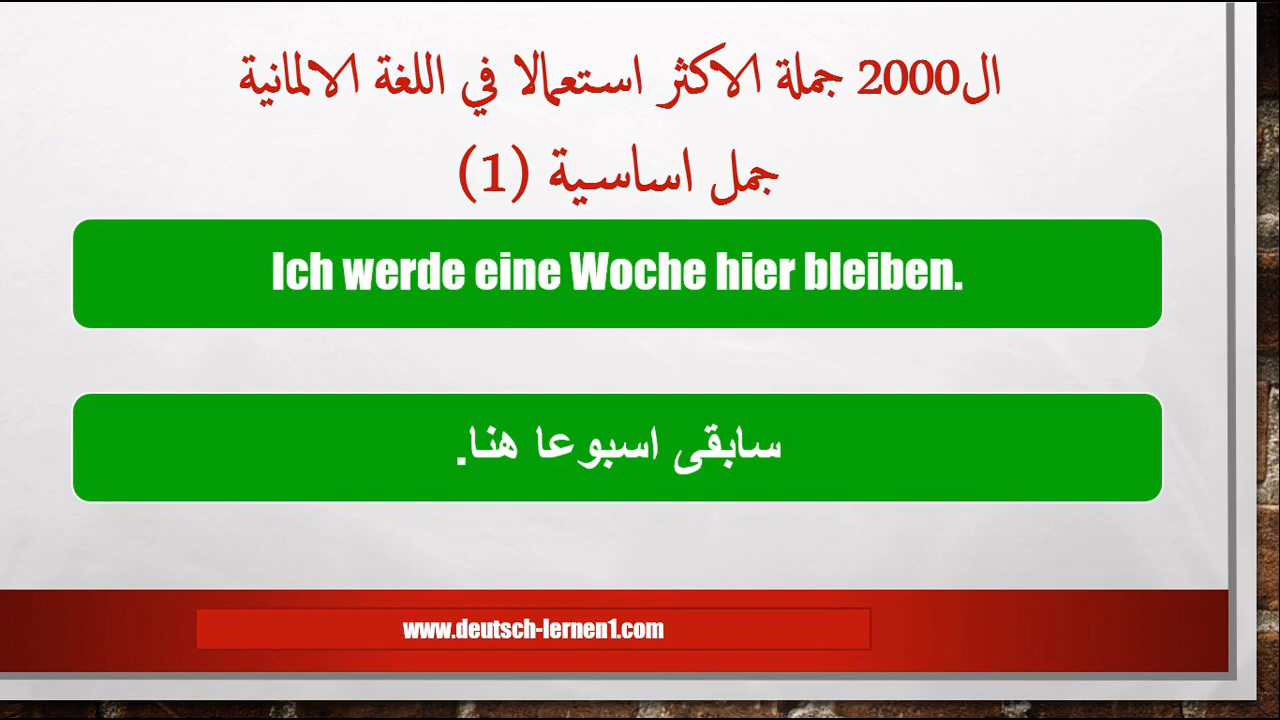 ال2000 جملة الاكثر استعمالا في اللغة الالمانية
جمل اساسية (1)
Ich werde eine Woche hier bleiben.
سابقى اسبوعا هنا.
www.deutsch-lernen1.com